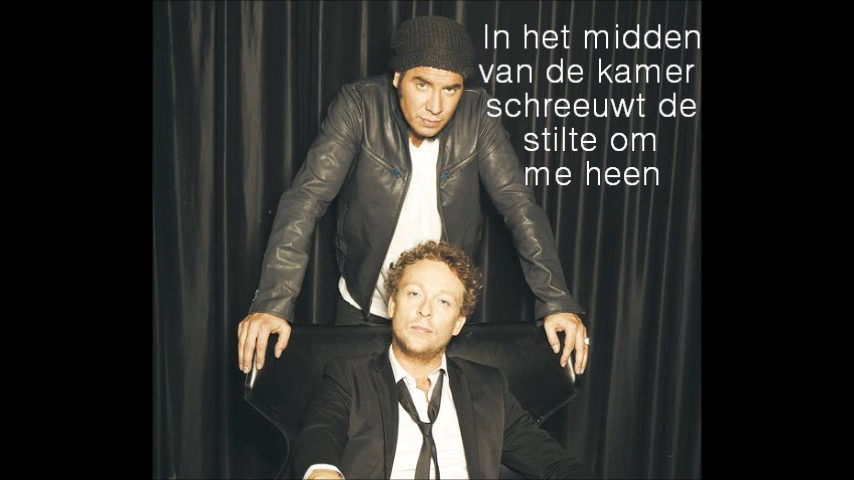 In het midden
van de kamer
schreeuwt de
stilte om
me heen